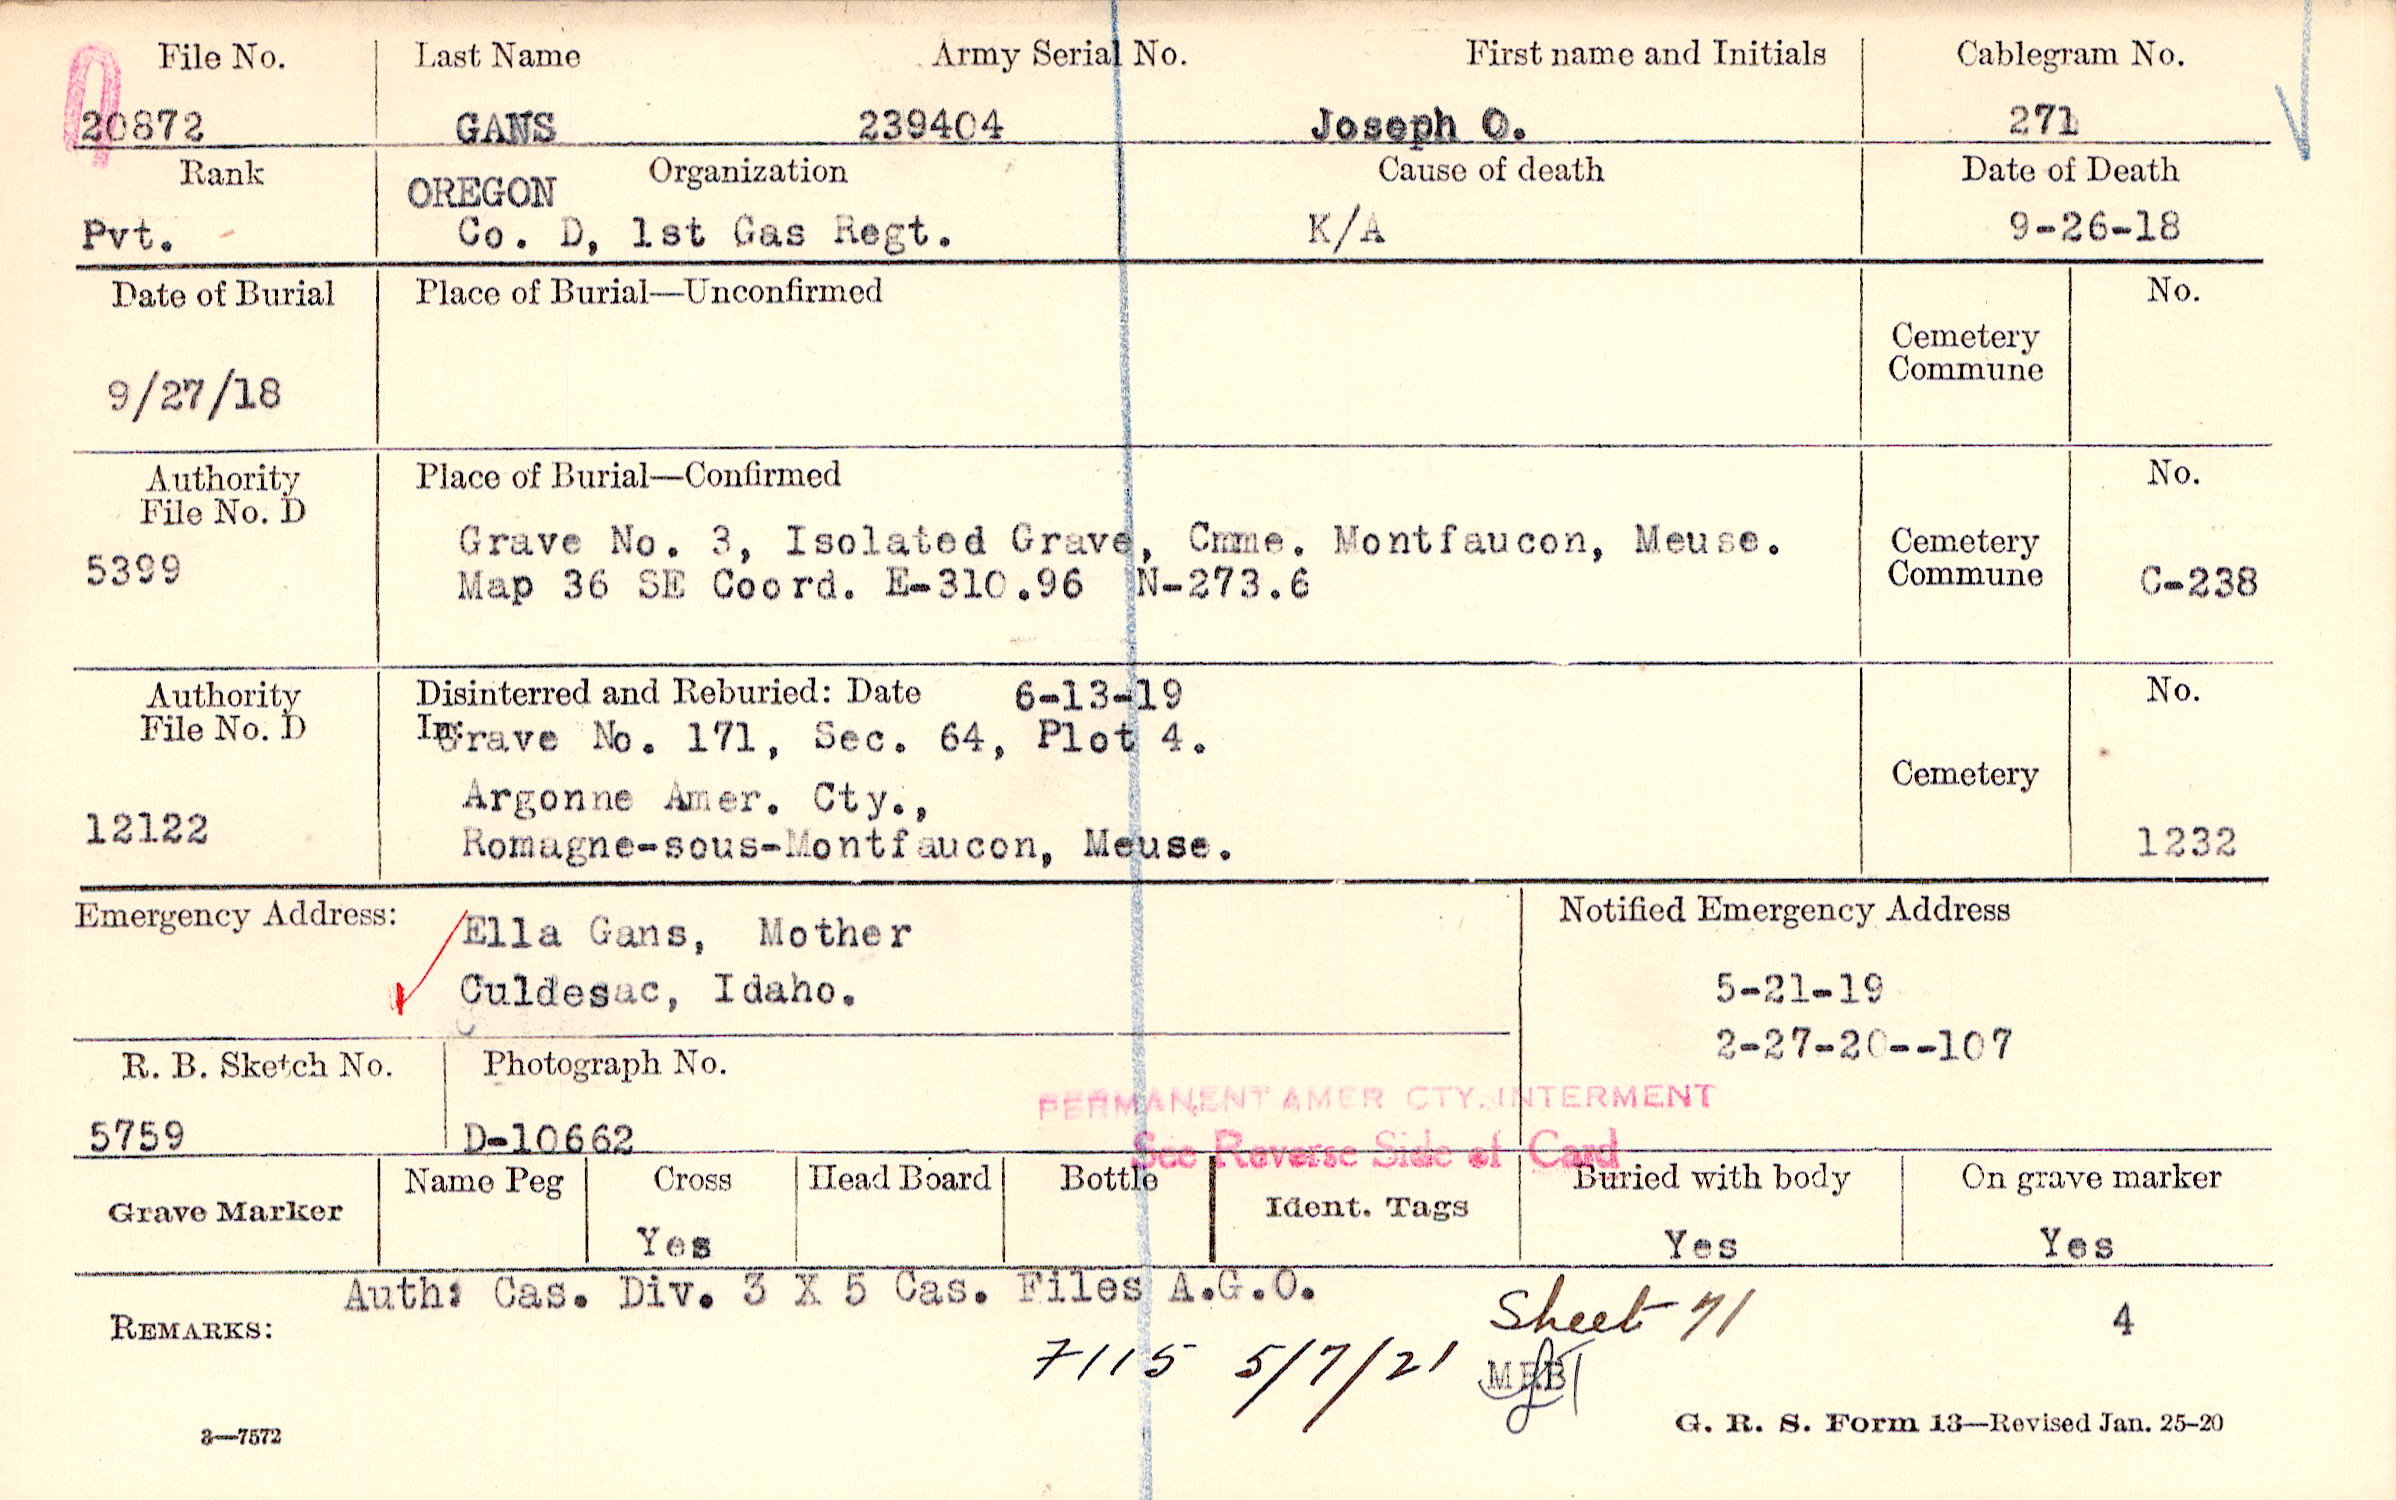 File No. Last Name Army Serial No. First name and Initials Cablegram No.
20872 GANS 239404 Joseph O. 271
Rank Organization Cause of death Date of Death
OREGON
Pvt. Co. D, 1st Gas Regt. K/A 9-26-18
Date of Burial Place of Burial—Unconfirmed No.
Cemetery
Commune
9/27/18
Authority Place of Burial—Confirmed No.
File No. D
Grave No. 3, Isolated Grave, Cmme. Montfaucon, Meuse. Cemetery
5399 Map 36 SE Coord. E-310.96 N-273.6 Commune C-238
Authority Disinterred and Reburied: Date 6-13-19 No.
File No. D In: Grave No. 171, Sec. 64, Plot 4.
Cemetery
Argonne Amer. Cty.,
12122 Romagne-sous-Montfaucon, Meuse. 1232
Emergency Address: Ella Gans, Mother Notified Emergency Address
Culdesac, Idaho. 5-21-19
2-27-20--107
R. B. Sketch No. Photograph No.
PERMANENT AMER CTY. INTERMENT
5759 D-10662 See Reverse Side of Card
Grave Marker Name Peg Cross Head Board Bottle Ident. Tags Buried with body On grave marker
Yes Yes Yes
Auth: Cas. Div. 3 X 5 Cas. Files A.G.O.
REMARKS: Sheet 71 4
7115 5/7/21
3—7572 G. R. S. Form 13—Revised Jan. 25-20